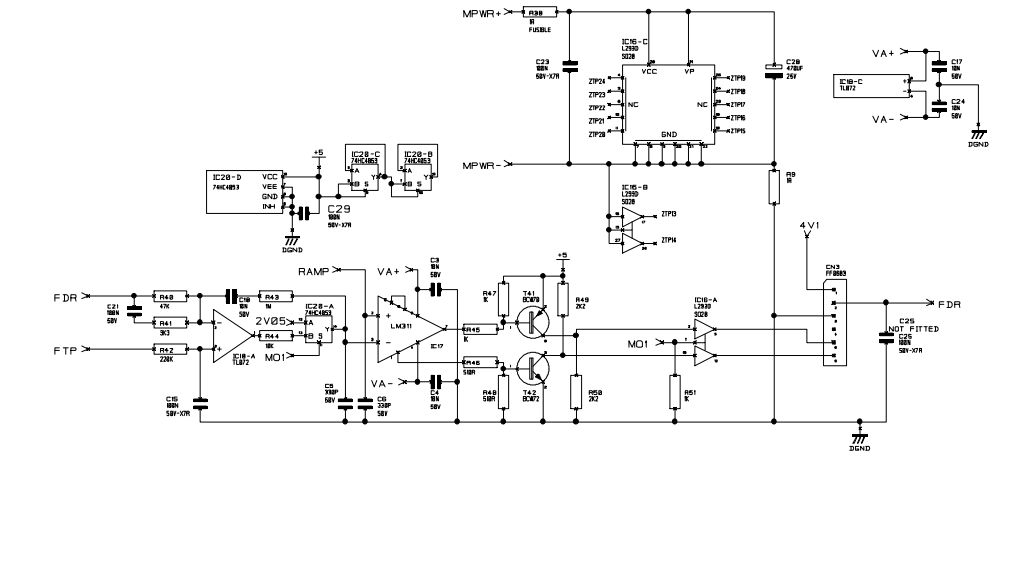 MPWR+
R38
1R
FUSIBLE
C23
100N
50V-X7R
IC16-C
L293D
SO28
VCC
VP
NC
NC
GND
ZTP24
ZTP23
ZTP22
ZTP21
ZTP20
ZTP19
ZTP18
ZTP17
ZTP16
ZTP15
C28
470UF
25V
VA+
IC18-C
TL072
VA-
C17
10N
50V
C24
10N
50V
DGND
MPWR-
IC16-B
L293D
SO28
ZTP13
ZTP14
R9
1R
+5
IC20-D
74HC4053
VCC
VEE
GND
INH
IC20-C
74HC4053
A
B S
Y
IC20-B
74HC4053
A
B S
Y
C29
100N
50V-X7R
DGND
4V1
CN3
FDR
C25
NOT FITTED
C25
100N
50V-X7R
RAMP
VA+
C3
10N
50V
+5
FDR
C21
100N
50V
R40
47K
R41
3K3
FTP
R42
220K
C18
10N
50V
R43
1M
2V05
IC20-A
74HC4053
A
B S
Y
R44
10K
IC18-A
TL072
MO1
C15
100N
50V-X7R
C5
50V
C6
330P
50V
LM311
IC17
VA-
C4
10N
50V
R45
1K
R46
510R
R47
1K
R48
510R
T41
T42
R49
2K2
R50
2K2
IC16-A
L293D
SO28
MO1
R51
1K
DGND